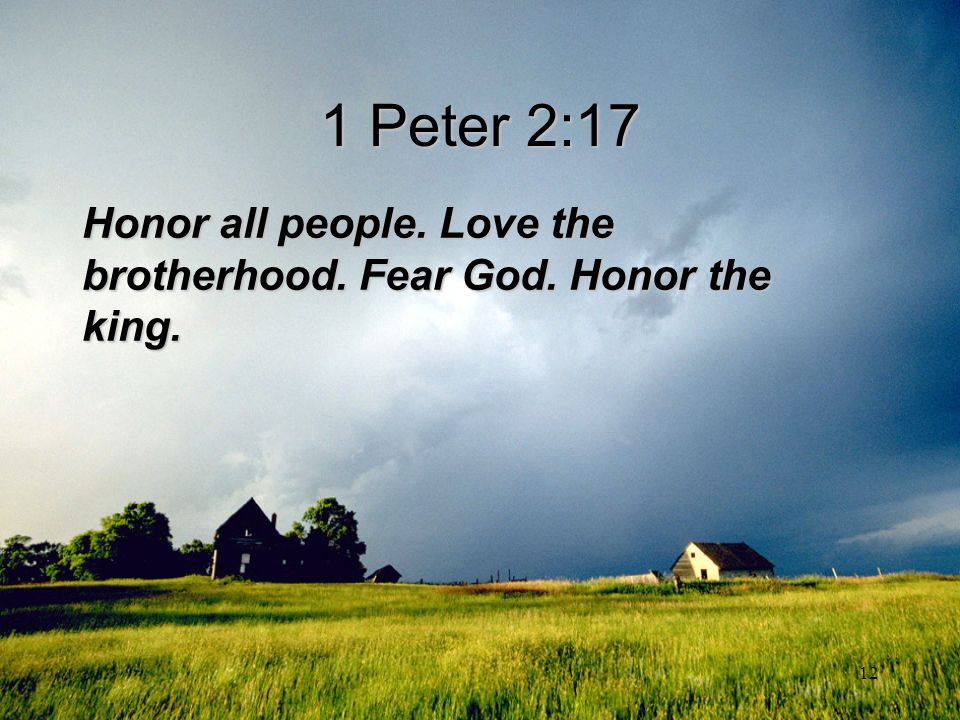 1 Peter 2:17
Honor all people. Love the
brotherhood. Fear God. Honor the
king.
12